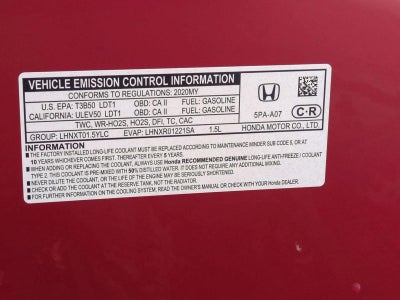 VEHICLE EMISSION CONTROL INFORMATION
CONFORMS TO REGULATIONS: 2020MY
U.S. EPA: T3B50 LDT1 OBD: CA II FUEL: GASOLINE
CALIFORNIA: ULEV50 LDT1 OBD: CA II FUEL: GASOLINE
TWC, WR-HO2S, HO2S, DFI, TC, CAC
GROUP: LHNXT01.5YLC EVAP: LHNXR01221SA 1.5L
5PA-A07 C-R
HONDA MOTOR CO., LTD.
INFORMATION
■ THE FACTORY INSTALLED LONG-LIFE COOLANT MUST BE REPLACED ACCORDING TO MAINTENANCE MINDER SUB CODE 5, OR AT
10 YEARS WHICHEVER COMES FIRST. THEREAFTER EVERY 5 YEARS.
■ WHEN ADDING OR REPLACING THE COOLANT, ALWAYS USE Honda RECOMMENDED GENUINE LONG-LIFE ANTI-FREEZE / COOLANT
TYPE 2. THIS COOLANT IS PRE-MIXED WITH 50% DISTILLED WATER, IT DOES NOT REQUIRE ANY ADDITIONAL MIXING.
■ NEVER DILUTE THE COOLANT, OR THE LIFE OF THE ENGINE MAY BE SERIOUSLY SHORTENED.
■ CHECK OR ADD THE COOLANT AT THE RESERVE TANK, NOT THE RADIATOR.
■ FOR FURTHER INFORMATION ON THE COOLING SYSTEM, READ THE OWNER'S MANUAL OR CHECK WITH YOUR Honda DEALER.